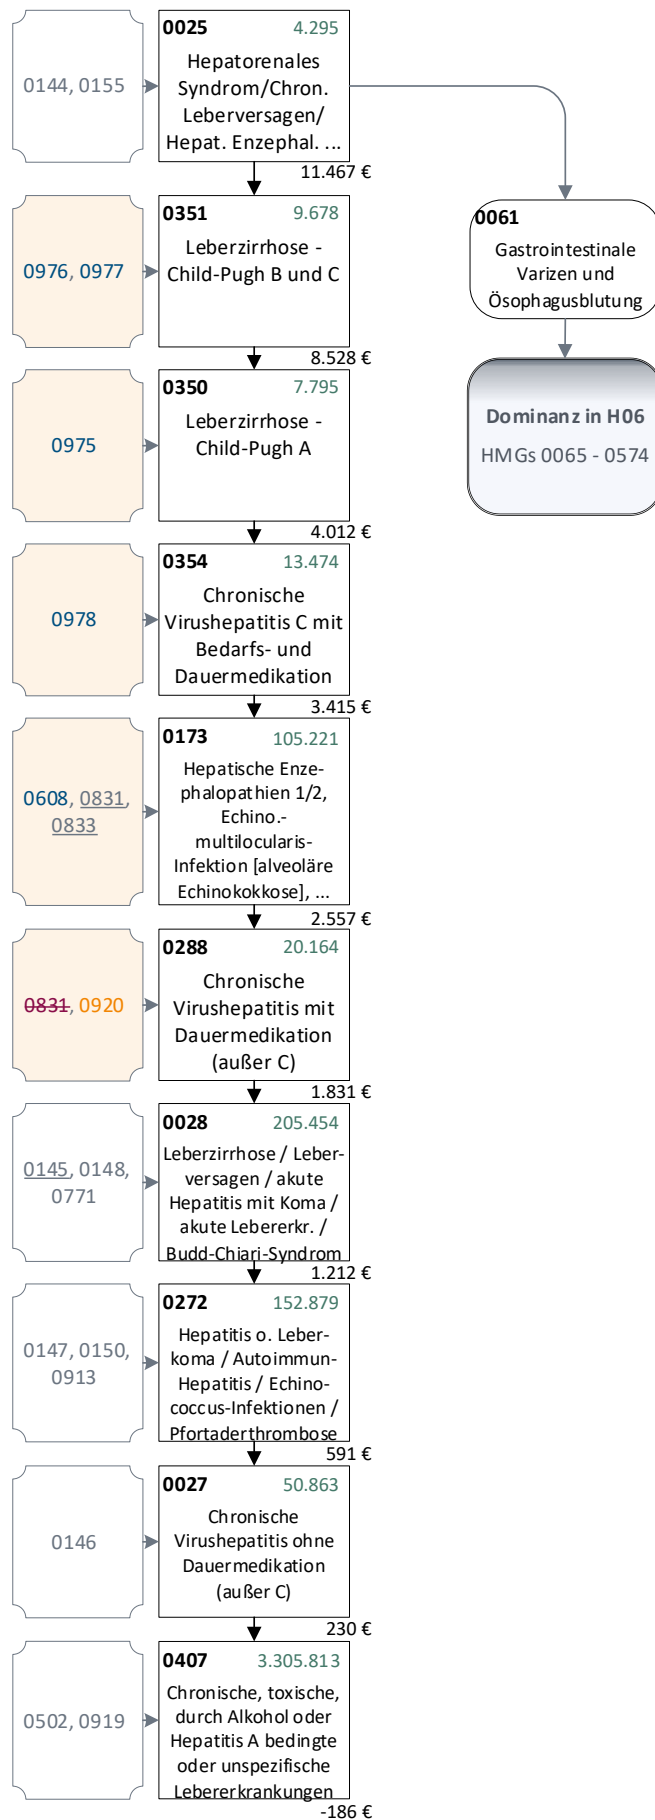 0144, 0155
0025 4.295
Hepatorenales
Syndrom/Chron.
Leberversagen/
Hepat. Enzephal. ...
11.467 €
0061
Gastrointestinale
Varizen und
Ösophagusblutung
Dominanz in H06
HMGs 0065 - 0574
0976, 0977
0351 9.678
Leberzirrhose -
Child-Pugh B und C
8.528 €
0975
0350 7.795
Leberzirrhose -
Child-Pugh A
4.012 €
0978
0354 13.474
Chronische
Virushepatitis C mit
Bedarfs- und
Dauermedikation
3.415 €
0608, 0831,
0833
0173 105.221
Hepatische Enze-
phalopathien 1/2,
Echino.-
multilocularis-
Infektion [alveoläre
Echinokokkose], ...
2.557 €
0831, 0920
0288 20.164
Chronische
Virushepatitis mit
Dauermedikation
(außer C)
1.831 €
0145, 0148,
0771
0028 205.454
Leberzirrhose / Leber-
versagen / akute
Hepatitis mit Koma /
akute Lebererkr. /
Budd-Chiari-Syndrom
1.212 €
0147, 0150,
0913
0272 152.879
Hepatitis o. Leber-
koma / Autoimmun-
Hepatitis / Echino-
coccus-Infektionen /
Pfortaderthrombose
591 €
0146
0027 50.863
Chronische
Virushepatitis ohne
Dauermedikation
(außer C)
230 €
0502, 0919
0407 3.305.813
Chronische, toxische,
durch Alkohol oder
Hepatitis A bedingte
oder unspezifische
Lebererkrankungen
-186 €